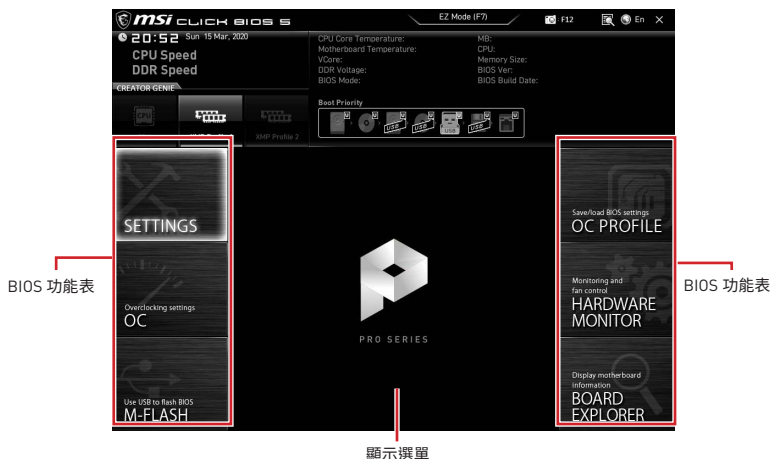 msi CLICK BIOS 5
EZ Mode (F7)
: F12
En X
20:52 Sun 15 Mar, 2020
CPU Speed
DDR Speed
CREATOR GENIE
CPU Core Temperature:
Motherboard Temperature:
VCore:
DDR Voltage:
BIOS Mode:
MB:
CPU:
Memory Size:
BIOS Ver:
BIOS Build Date:
CPU
XMP Profile 2
Boot Priority
U U U U U U U
USB USB USB USB
SETTINGS
Overclocking settings
OC
Use USB to flash BIOS
M-FLASH
BIOS 功能表
PRO SERIES
Save/load BIOS settings
OC PROFILE
Monitoring and
fan control
HARDWARE
MONITOR
Display motherboard
information
BOARD
EXPLORER
BIOS 功能表
顯示選單